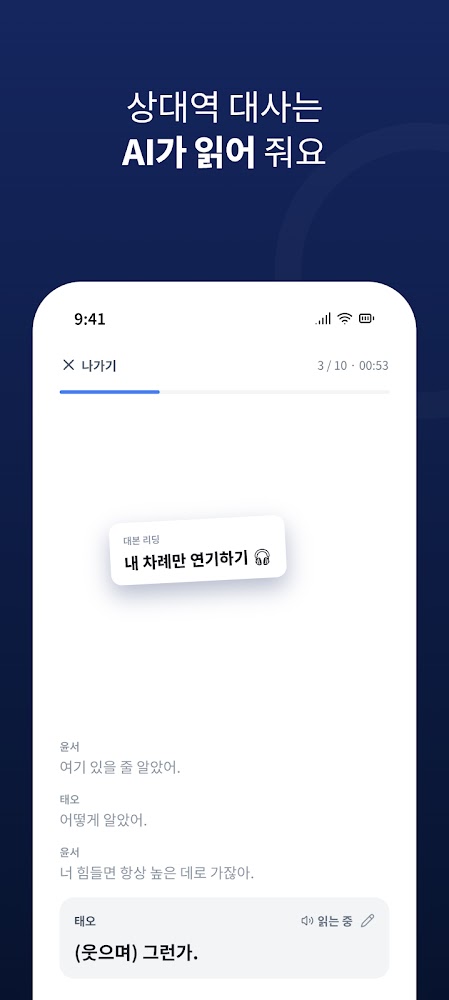 상대역 대사는
AI가 읽어 줘요
9:41
나가기
3 / 10 · 00:53
대본 리딩
내 차례만 연기하기 🎧
윤서
여기 있을 줄 알았어.
태오
어떻게 알았어.
윤서
너 힘들면 항상 높은 데로 가잖아.
태오
읽는 중
(웃으며) 그런가.